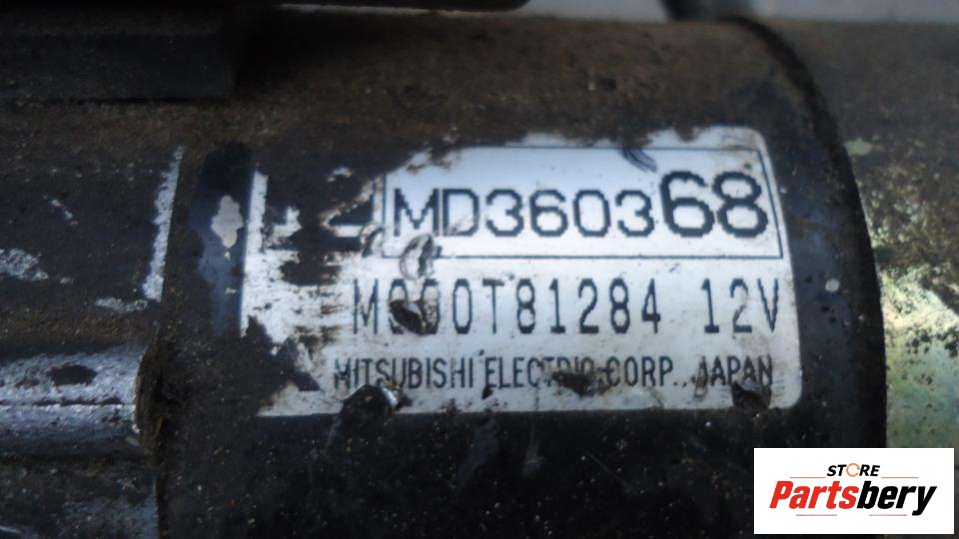 MD360368
M000T81284 12V
MITSUBISHI ELECTRIC CORP., JAPAN
STORE
Partsbery